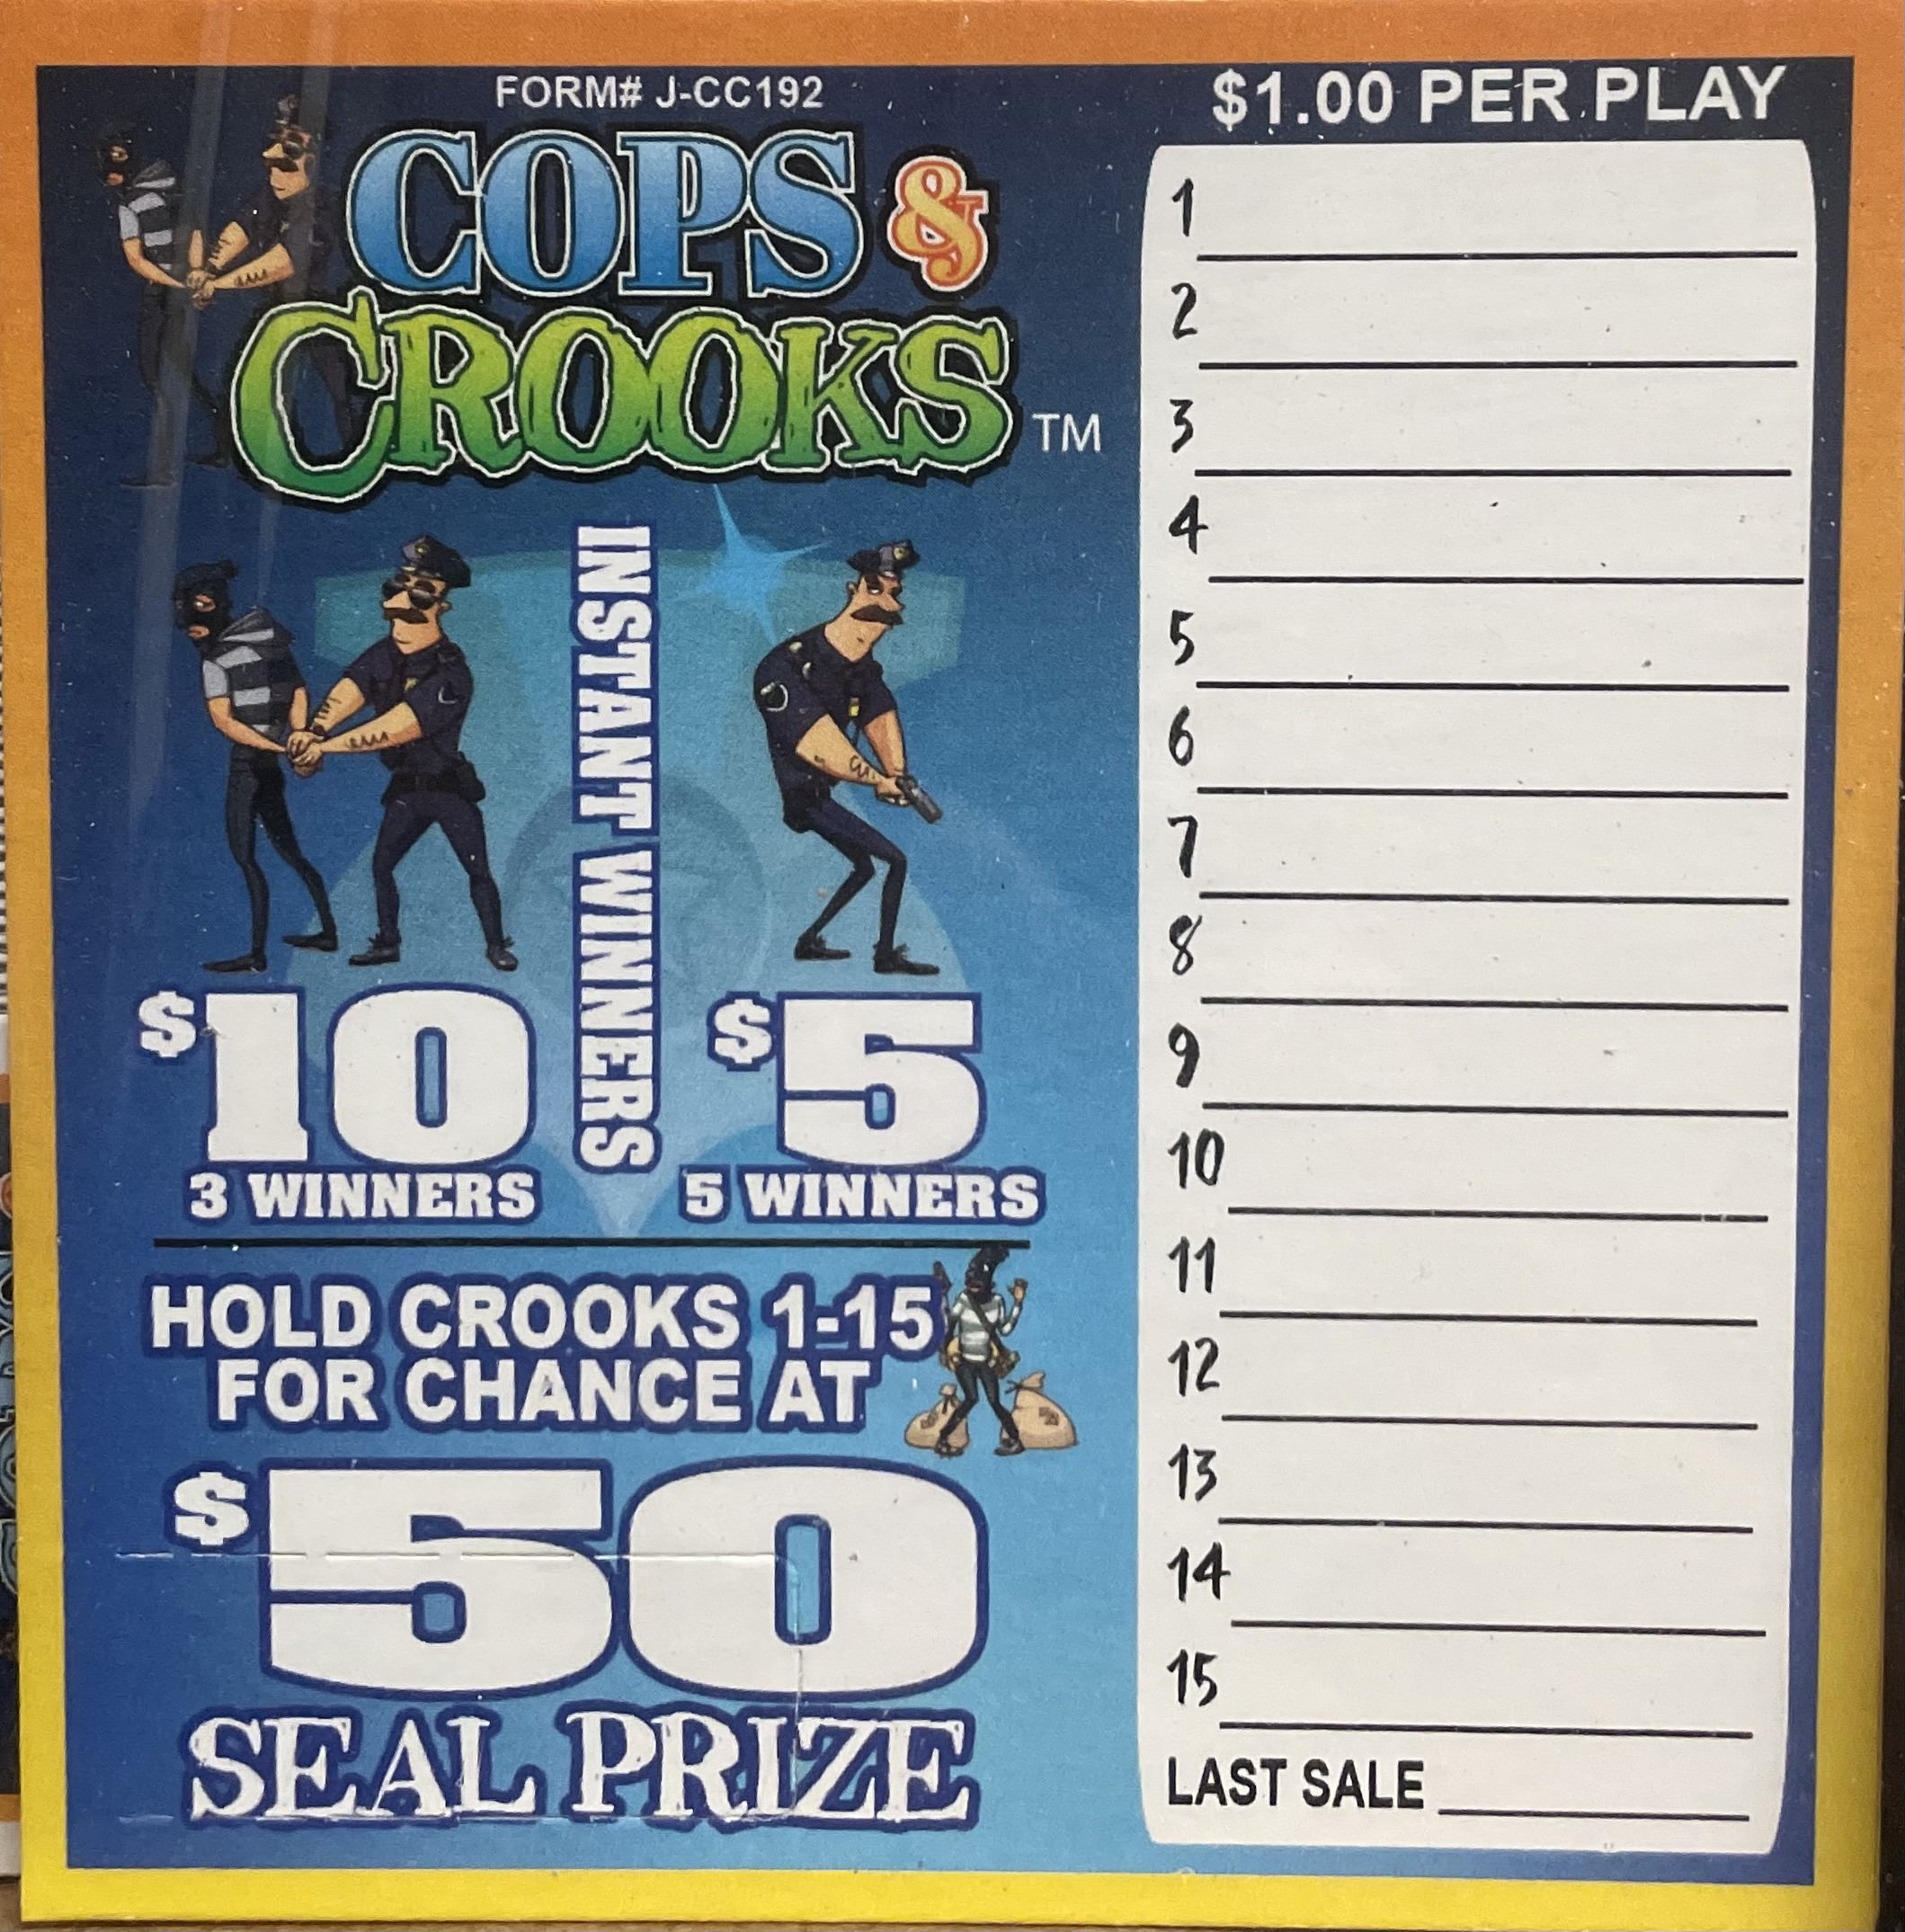 FORM# J-CC192
COPS &
CROOKS TM
INSTANT WINNERS
$10
3 WINNERS
$5
5 WINNERS
HOLD CROOKS 1-15
FOR CHANCE AT
$50
SEAL PRIZE
$1.00 PER PLAY
1
2
3
4
5
6
7
8
9
10
11
12
13
14
15
LAST SALE